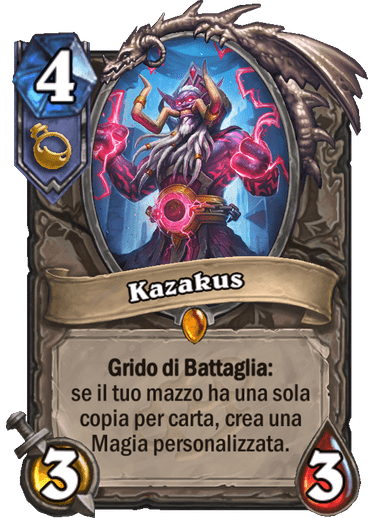 4
Kazakus
Grido di Battaglia:
se il tuo mazzo ha una sola
copia per carta, crea una
Magia personalizzata.
3
3